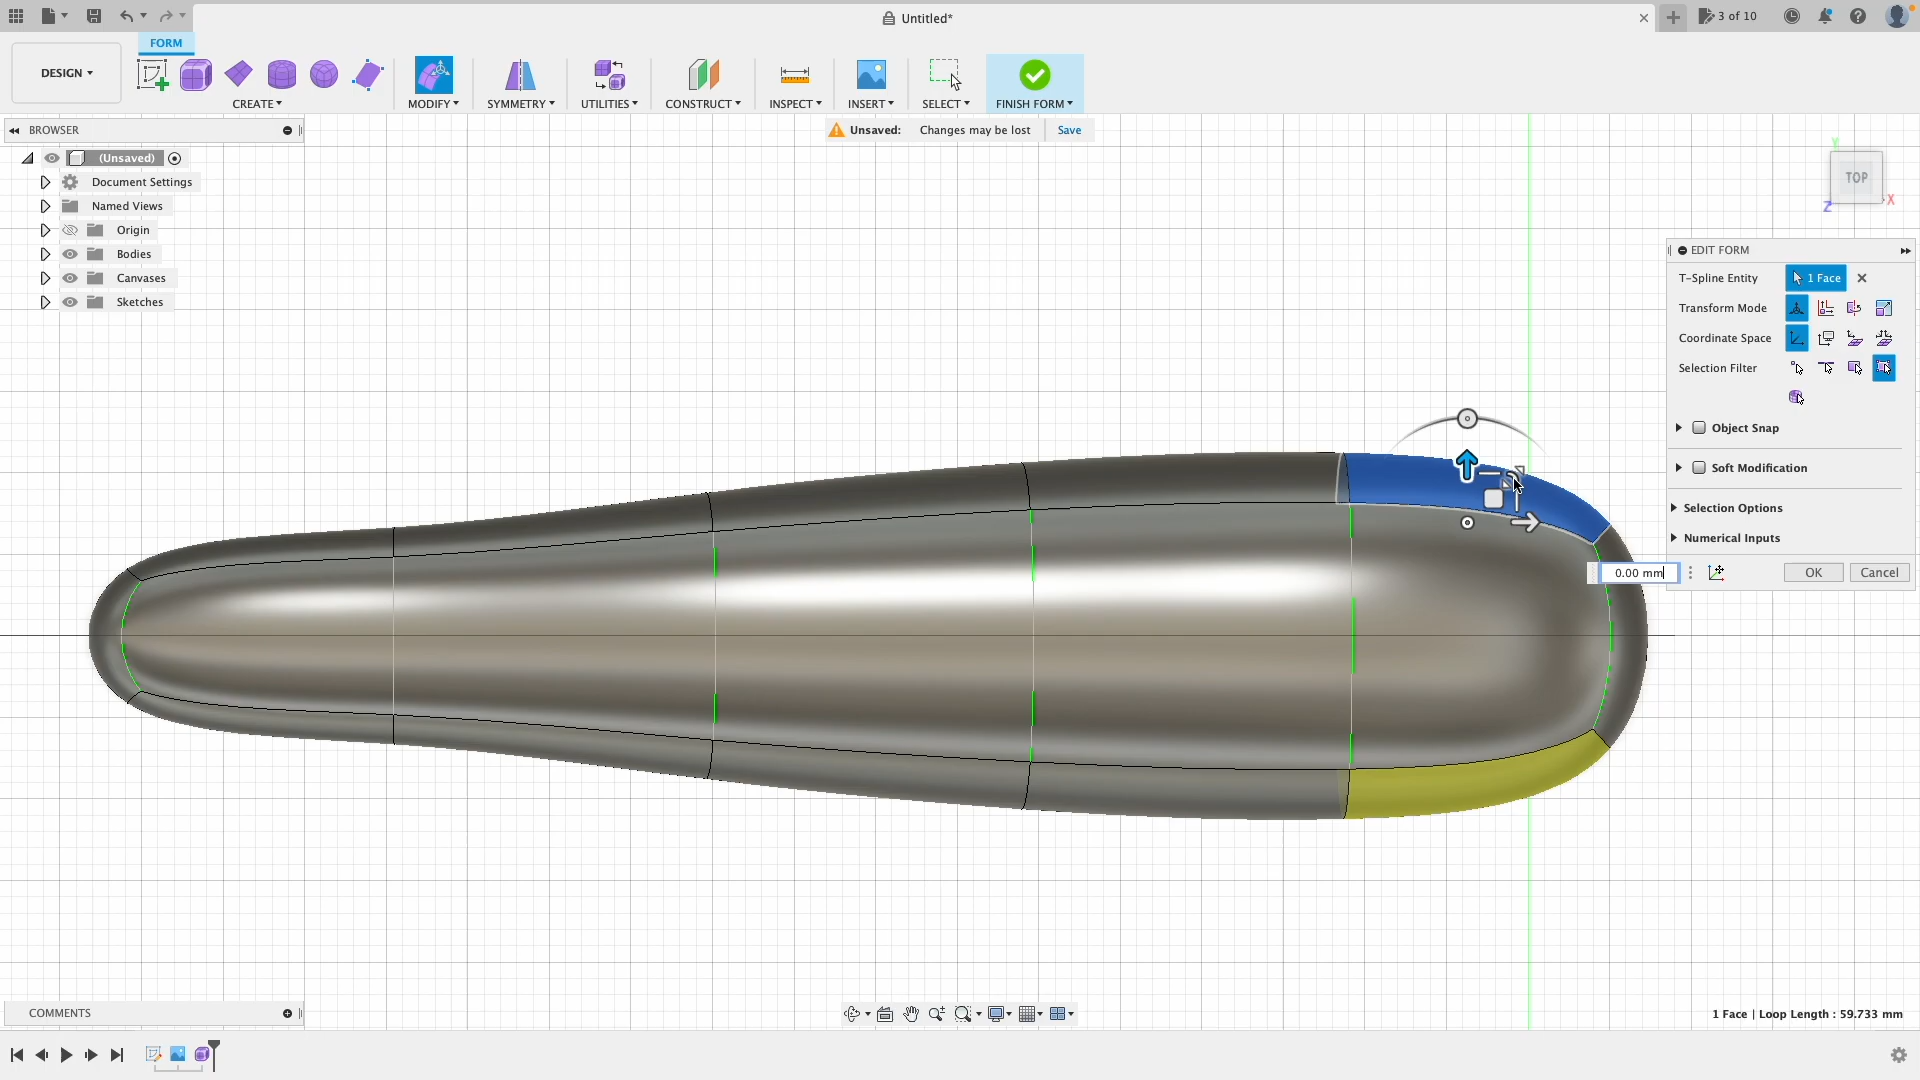 Untitled*
3 of 10
FORM
DESIGN
CREATE
MODIFY
SYMMETRY
UTILITIES
CONSTRUCT
INSPECT
INSERT
SELECT
FINISH FORM
BROWSER
Unsaved: Changes may be lost Save
(Unsaved)
Document Settings
Named Views
Origin
Bodies
Canvases
Sketches
Y
TOP
X
Z
EDIT FORM
T-Spline Entity 1 Face
Transform Mode
Coordinate Space
Selection Filter
Object Snap
Soft Modification
Selection Options
Numerical Inputs
0.00 mm
OK Cancel
COMMENTS
1 Face | Loop Length : 59.733 mm